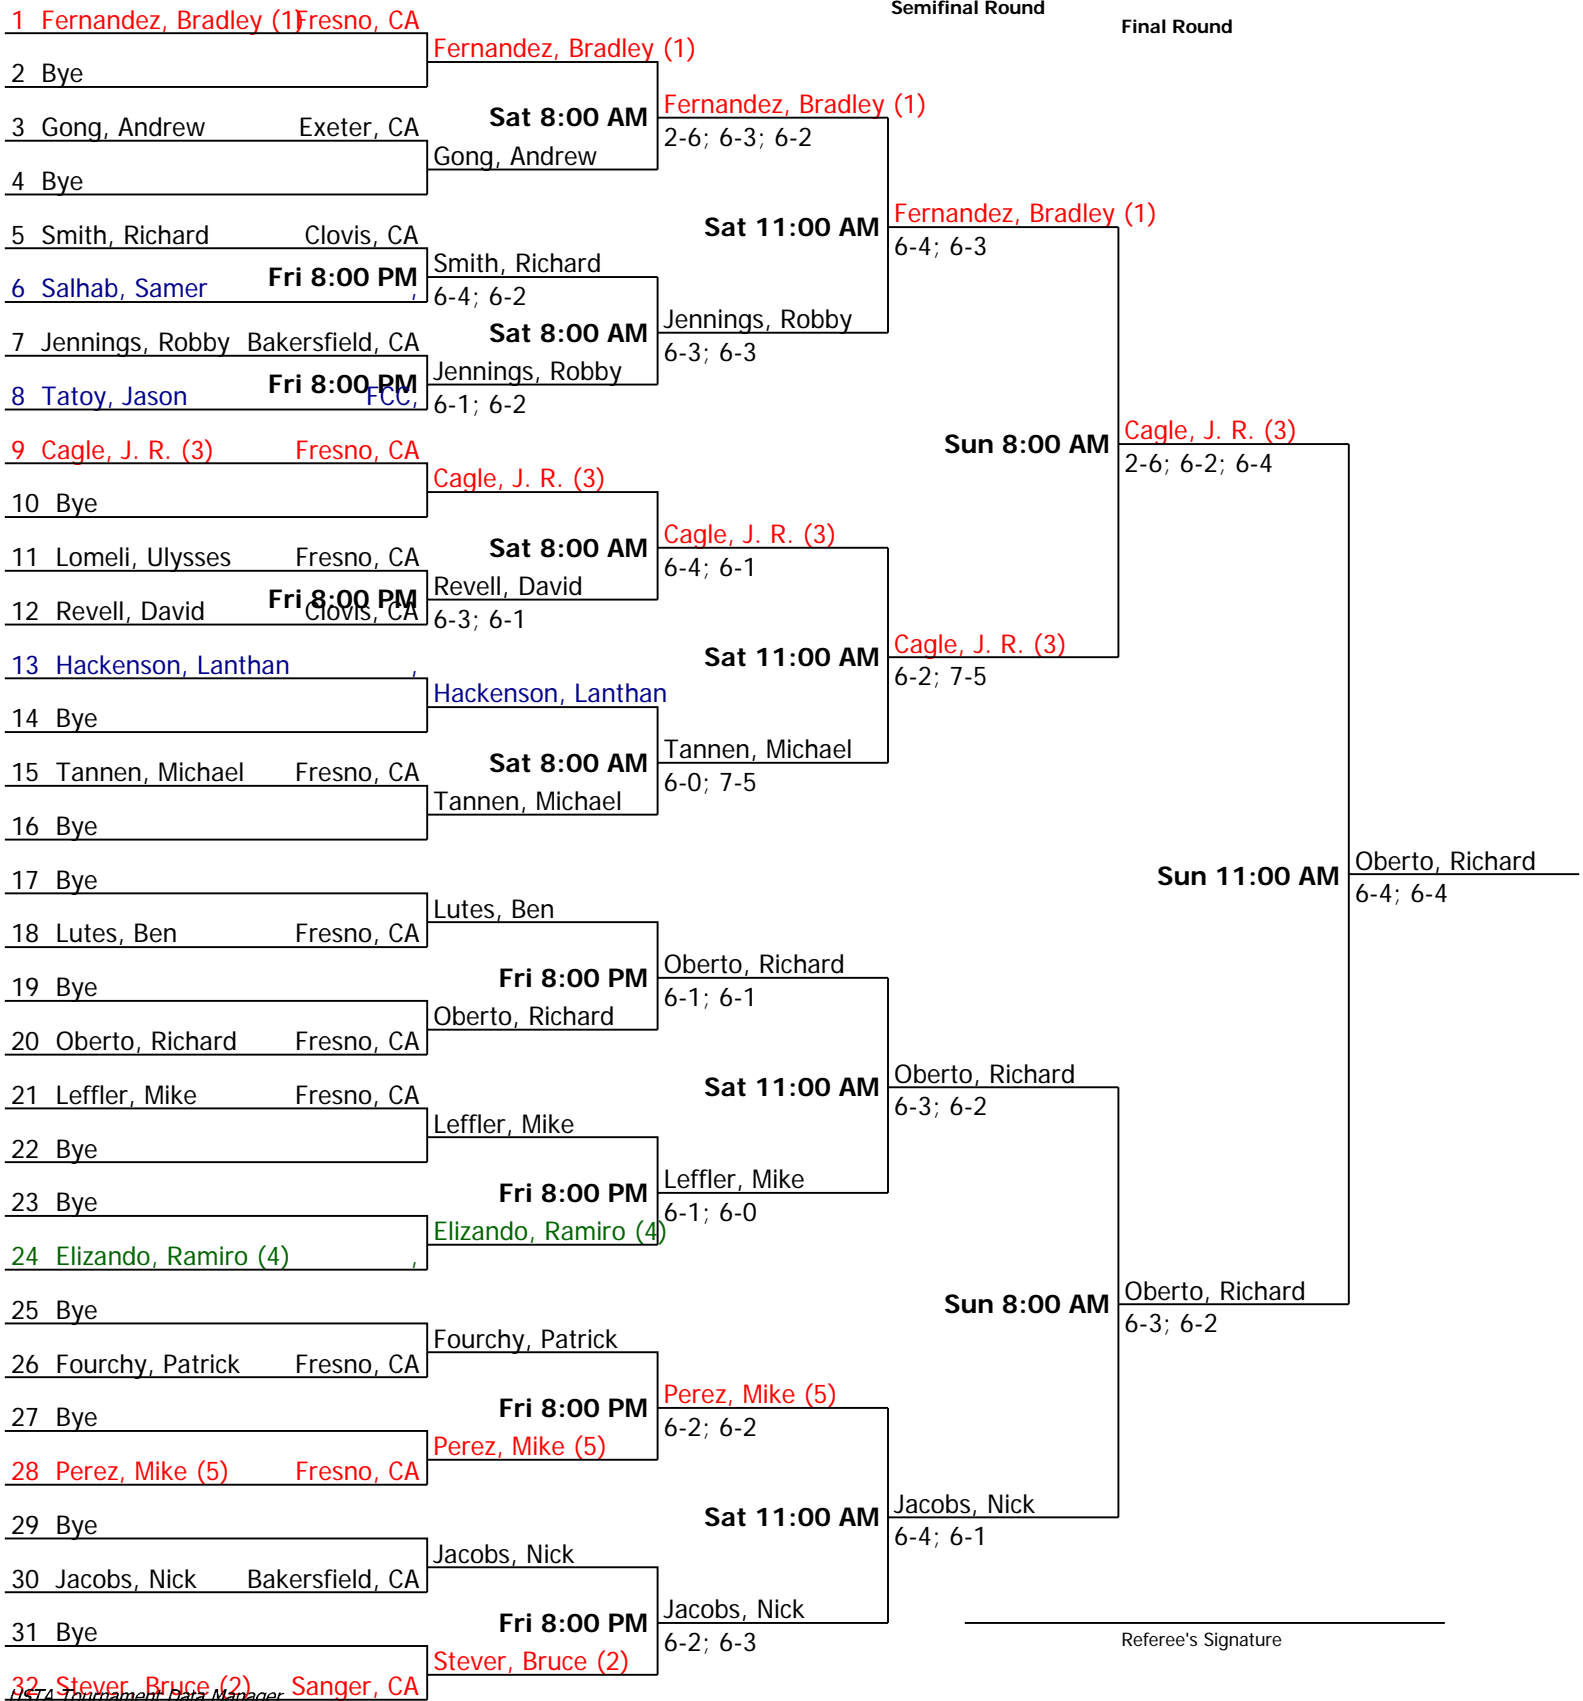 Semifinal Round
Final Round
1 Fernandez, Bradley (1) Fresno, CA
Fernandez, Bradley (1)
2 Bye
Sat 8:00 AM
Fernandez, Bradley (1)
2-6; 6-3; 6-2
3 Gong, Andrew Exeter, CA
Gong, Andrew
4 Bye
Sat 11:00 AM
Fernandez, Bradley (1)
6-4; 6-3
5 Smith, Richard Clovis, CA
Fri 8:00 PM
Smith, Richard
6-4; 6-2
6 Salhab, Samer ,
Sat 8:00 AM
Jennings, Robby
6-3; 6-3
7 Jennings, Robby Bakersfield, CA
Fri 8:00 PM
Jennings, Robby
6-1; 6-2
8 Tatoy, Jason FCC,
Sun 8:00 AM
Cagle, J. R. (3)
2-6; 6-2; 6-4
9 Cagle, J. R. (3) Fresno, CA
Cagle, J. R. (3)
10 Bye
Sat 8:00 AM
Cagle, J. R. (3)
6-4; 6-1
11 Lomeli, Ulysses Fresno, CA
Fri 8:00 PM
Revell, David
6-3; 6-1
12 Revell, David Clovis, CA
Sat 11:00 AM
Cagle, J. R. (3)
6-2; 7-5
13 Hackenson, Lanthan ,
Hackenson, Lanthan
14 Bye
Sat 8:00 AM
Tannen, Michael
6-0; 7-5
15 Tannen, Michael Fresno, CA
Tannen, Michael
16 Bye
Sun 11:00 AM
Oberto, Richard
6-4; 6-4
17 Bye
Lutes, Ben
18 Lutes, Ben Fresno, CA
Fri 8:00 PM
Oberto, Richard
6-1; 6-1
19 Bye
Oberto, Richard
20 Oberto, Richard Fresno, CA
Sat 11:00 AM
Oberto, Richard
6-3; 6-2
21 Leffler, Mike Fresno, CA
Leffler, Mike
22 Bye
Fri 8:00 PM
Leffler, Mike
6-1; 6-0
23 Bye
Elizando, Ramiro (4)
24 Elizando, Ramiro (4) ,
Sun 8:00 AM
Oberto, Richard
6-3; 6-2
25 Bye
Fourchy, Patrick
26 Fourchy, Patrick Fresno, CA
Fri 8:00 PM
Perez, Mike (5)
6-2; 6-2
27 Bye
Perez, Mike (5)
28 Perez, Mike (5) Fresno, CA
Sat 11:00 AM
Jacobs, Nick
6-4; 6-1
29 Bye
Jacobs, Nick
30 Jacobs, Nick Bakersfield, CA
Fri 8:00 PM
Jacobs, Nick
6-2; 6-3
31 Bye
Stever, Bruce (2)
32 Stever, Bruce (2) Sanger, CA
Referee's Signature
USTA Tournament Data Manager